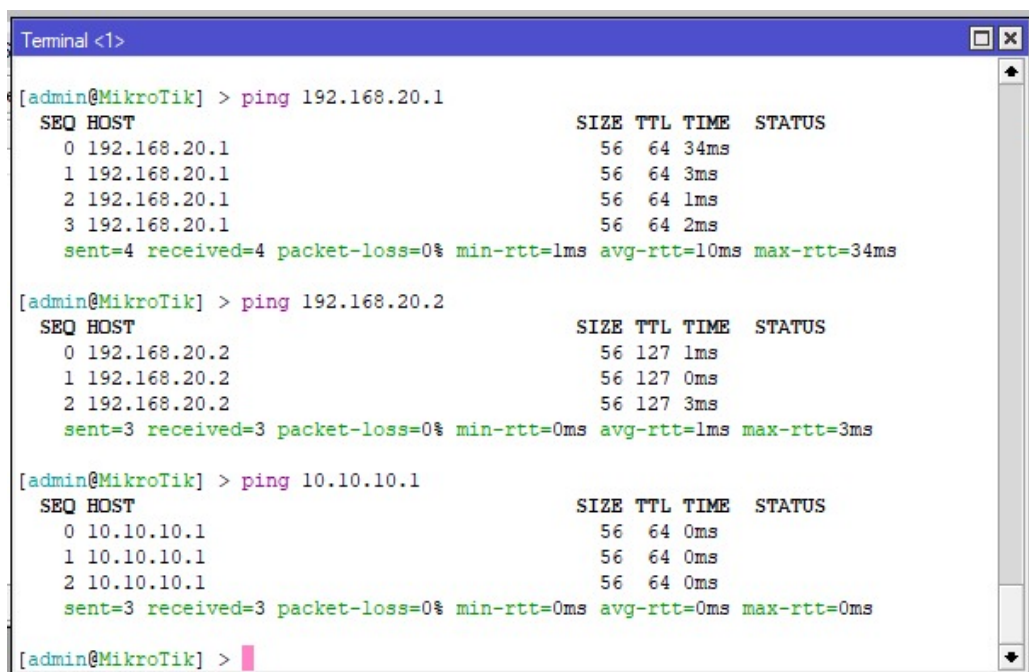 Terminal <1>
[admin@MikroTik] > ping 192.168.20.1
SEQ HOST SIZE TTL TIME STATUS
0 192.168.20.1 56 64 34ms
1 192.168.20.1 56 64 3ms
2 192.168.20.1 56 64 1ms
3 192.168.20.1 56 64 2ms
sent=4 received=4 packet-loss=0% min-rtt=1ms avg-rtt=10ms max-rtt=34ms
[admin@MikroTik] > ping 192.168.20.2
SEQ HOST SIZE TTL TIME STATUS
0 192.168.20.2 56 127 1ms
1 192.168.20.2 56 127 0ms
2 192.168.20.2 56 127 3ms
sent=3 received=3 packet-loss=0% min-rtt=0ms avg-rtt=1ms max-rtt=3ms
[admin@MikroTik] > ping 10.10.10.1
SEQ HOST SIZE TTL TIME STATUS
0 10.10.10.1 56 64 0ms
1 10.10.10.1 56 64 0ms
2 10.10.10.1 56 64 0ms
sent=3 received=3 packet-loss=0% min-rtt=0ms avg-rtt=0ms max-rtt=0ms
[admin@MikroTik] >